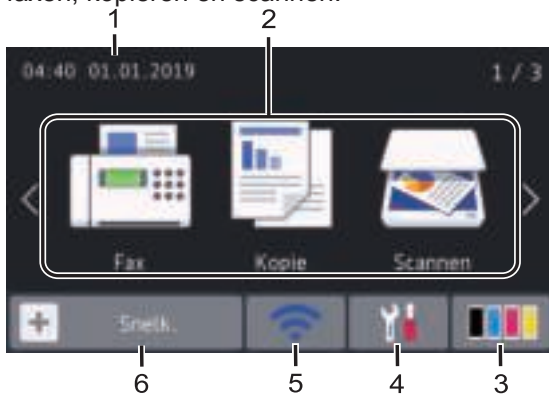 faxen, kopiëren en scannen.
1 2
04:40 01.01.2019 1 / 3
Fax Kopie Scannen
Snelk.
6 5 4 3